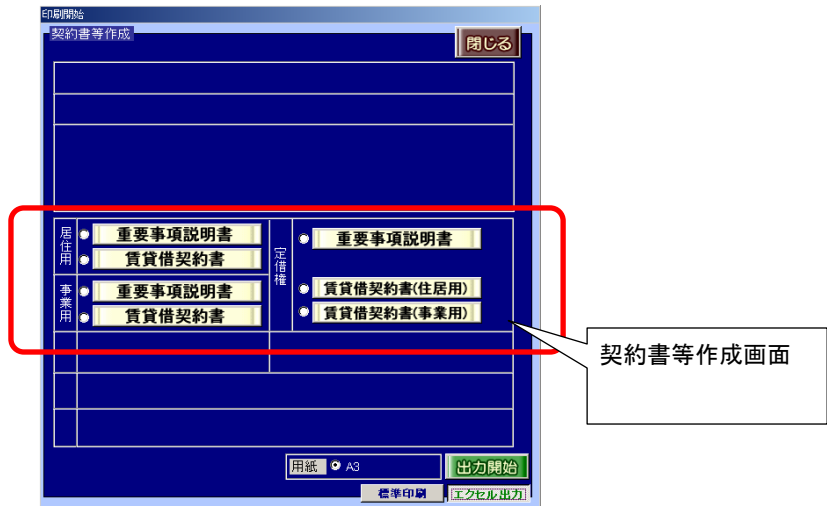 印刷開始
契約書等作成
閉じる
居住用
重要事項説明書
賃貸借契約書
事業用
重要事項説明書
賃貸借契約書
定借権
重要事項説明書
賃貸借契約書(住居用)
賃貸借契約書(事業用)
契約書等作成画面
用紙 A3
出力開始
標準印刷
エクセル出力